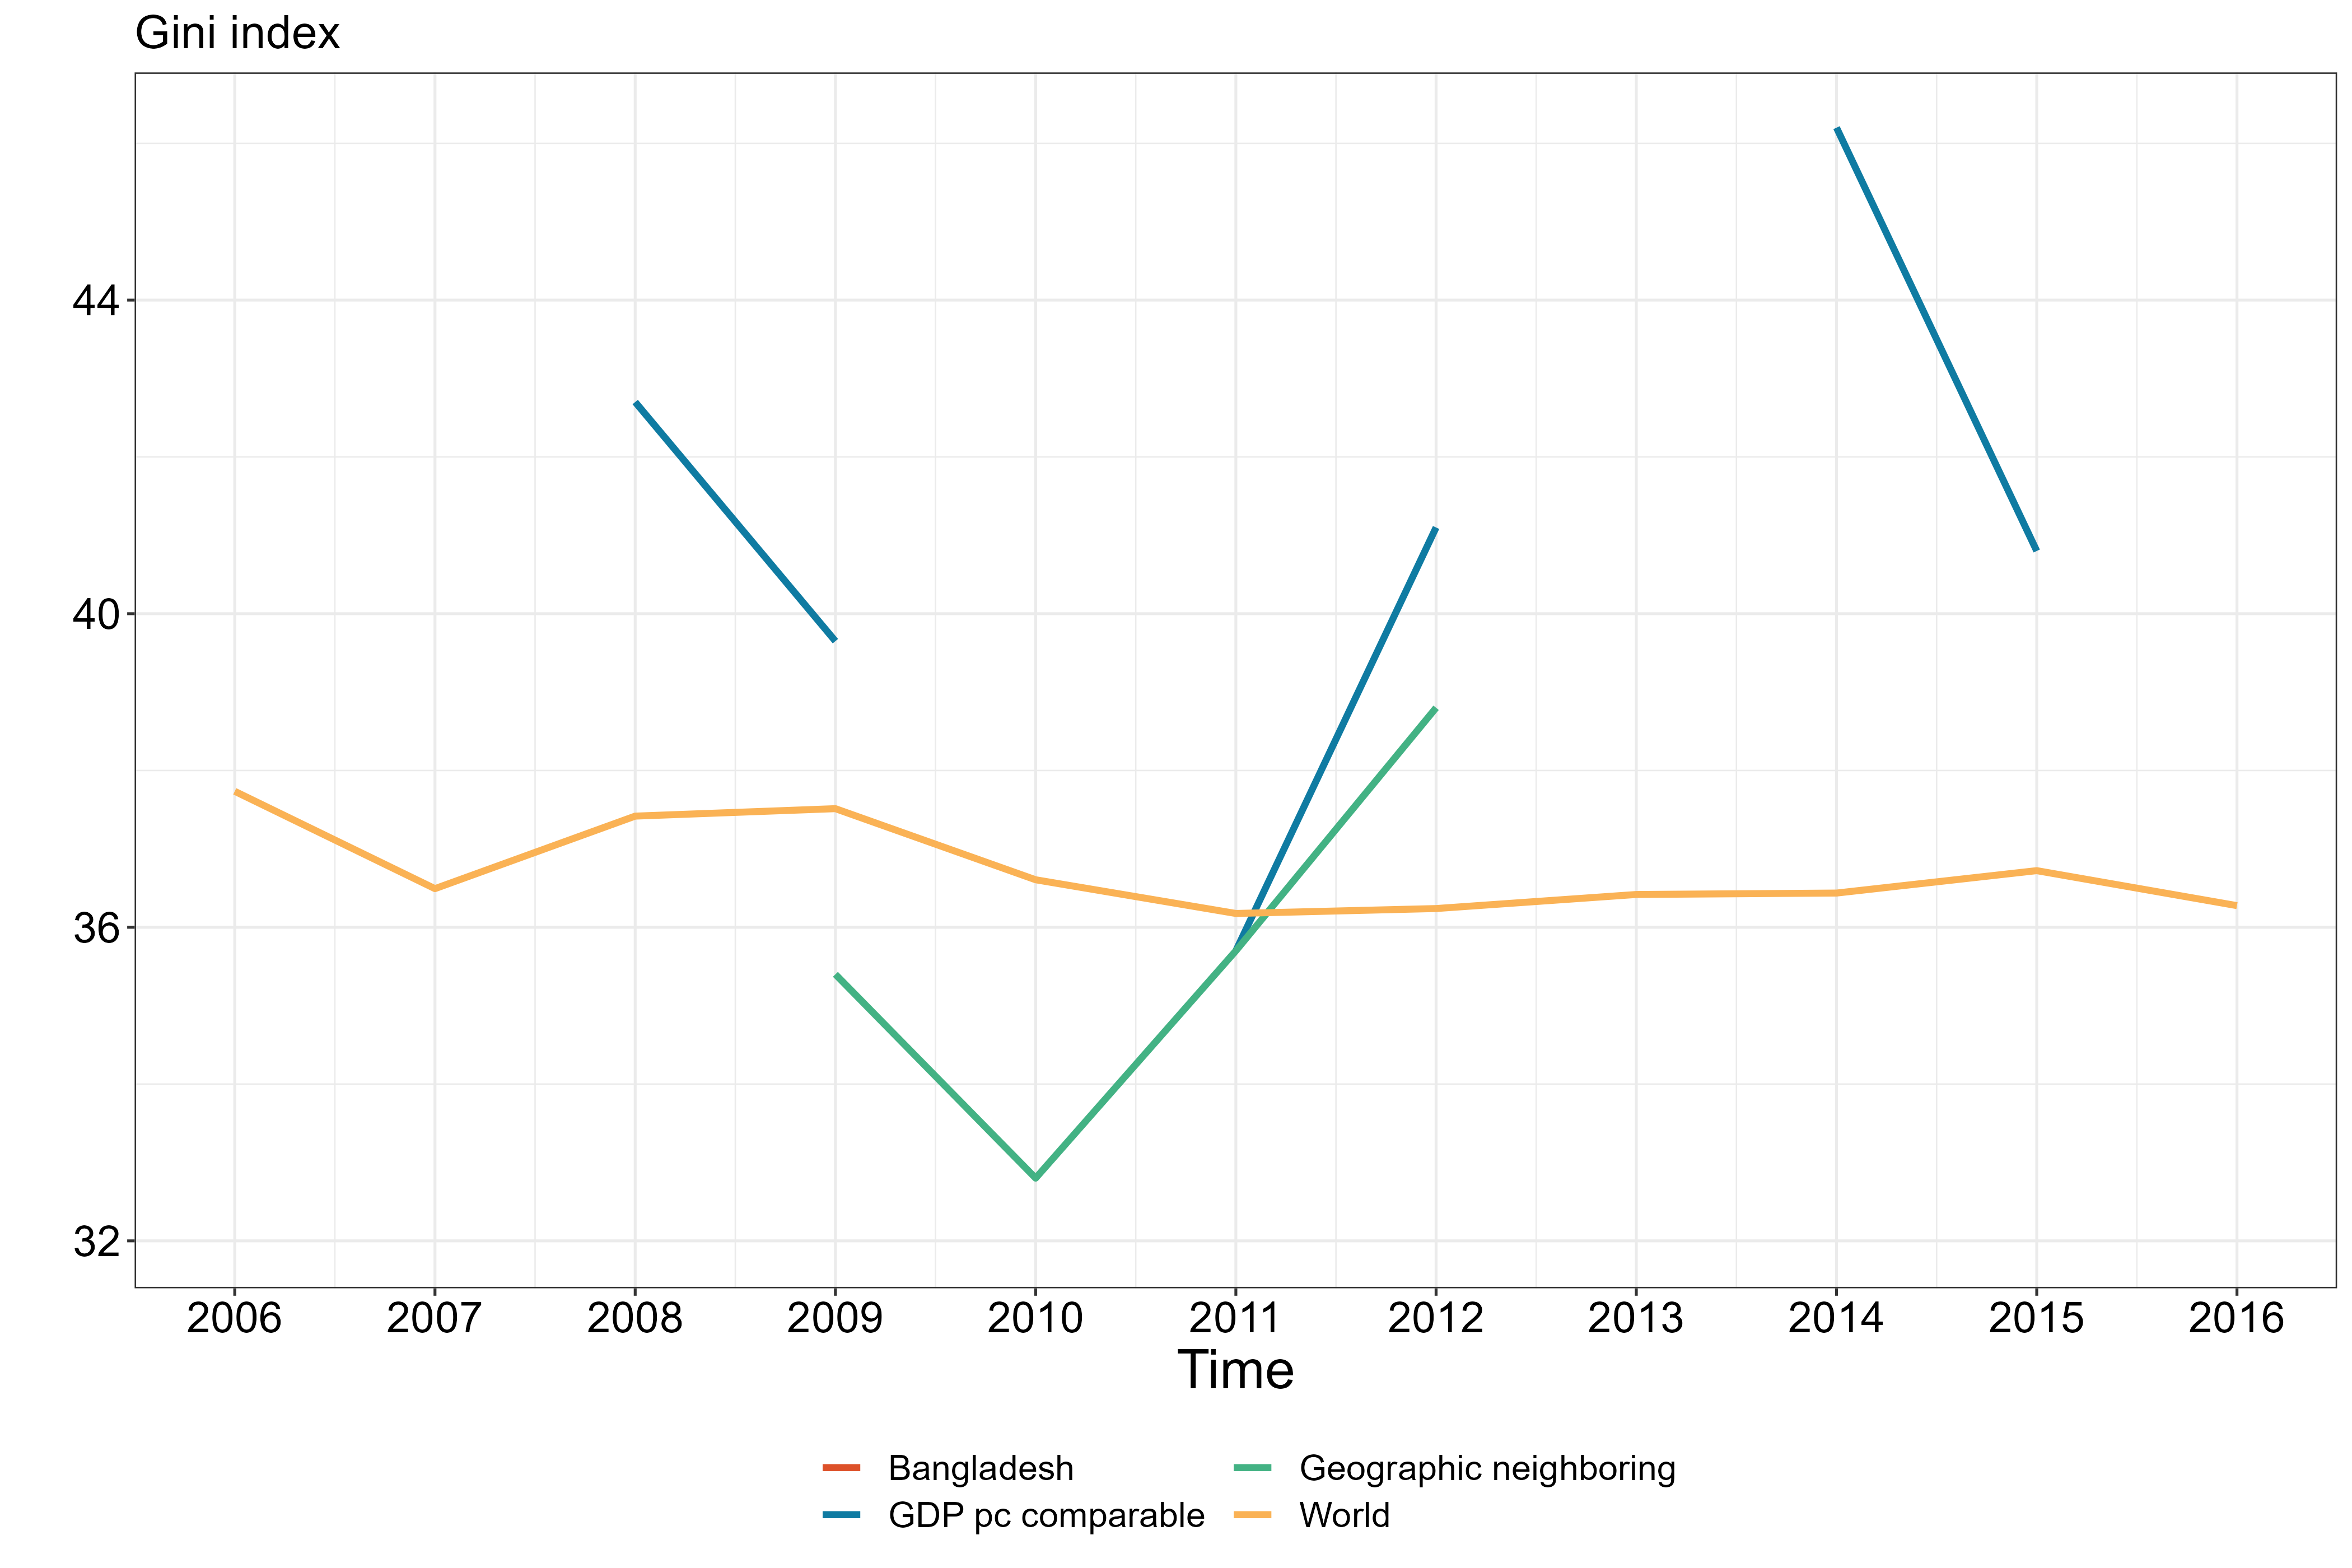 Gini index
44
40
36
32
2006 2007 2008 2009 2010 2011 2012 2013 2014 2015 2016
Time
Bangladesh Geographic neighboring
GDP pc comparable World